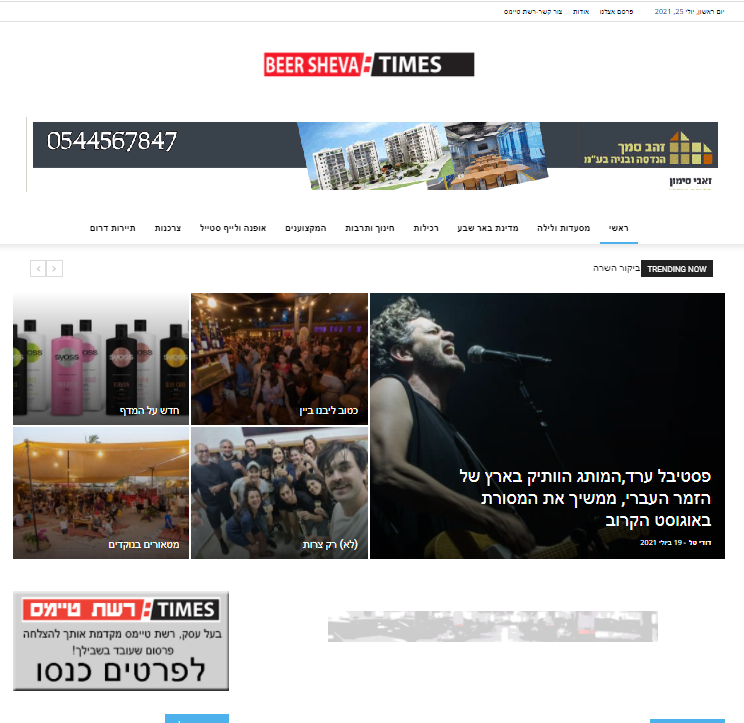 יום ראשון, יולי 25, 2021
פרסם אצלנו
אודות
צור קשר-רשת טיימס
BEER SHEVA TIMES
0544567847
זהב סמך
הנדסה ובניה בע"מ
זאבי סימון
ראשי
מסעדות ולילה
מדינת באר שבע
רכילות
חינוך ותרבות
המקצוענים
אופנה ולייף סטייל
צרכנות
תיירות דרום
TRENDING NOW
ביקור השרה
פסטיבל ערד,המותג הוותיק בארץ של
הזמר העברי, ממשיך את המסורת
באוגוסט הקרוב
דודי טל - 19 ביולי 2021
כטוב ליבנו ביין
SYOSS
חדש על המדף
(לא) רק צרות
מטאורים בנוקדים
רשת טיימס :TIMES
בעל עסק, רשת טיימס מקדמת אותך להצלחה
פרסום שעובד בשבילך!
לפרטים כנסו